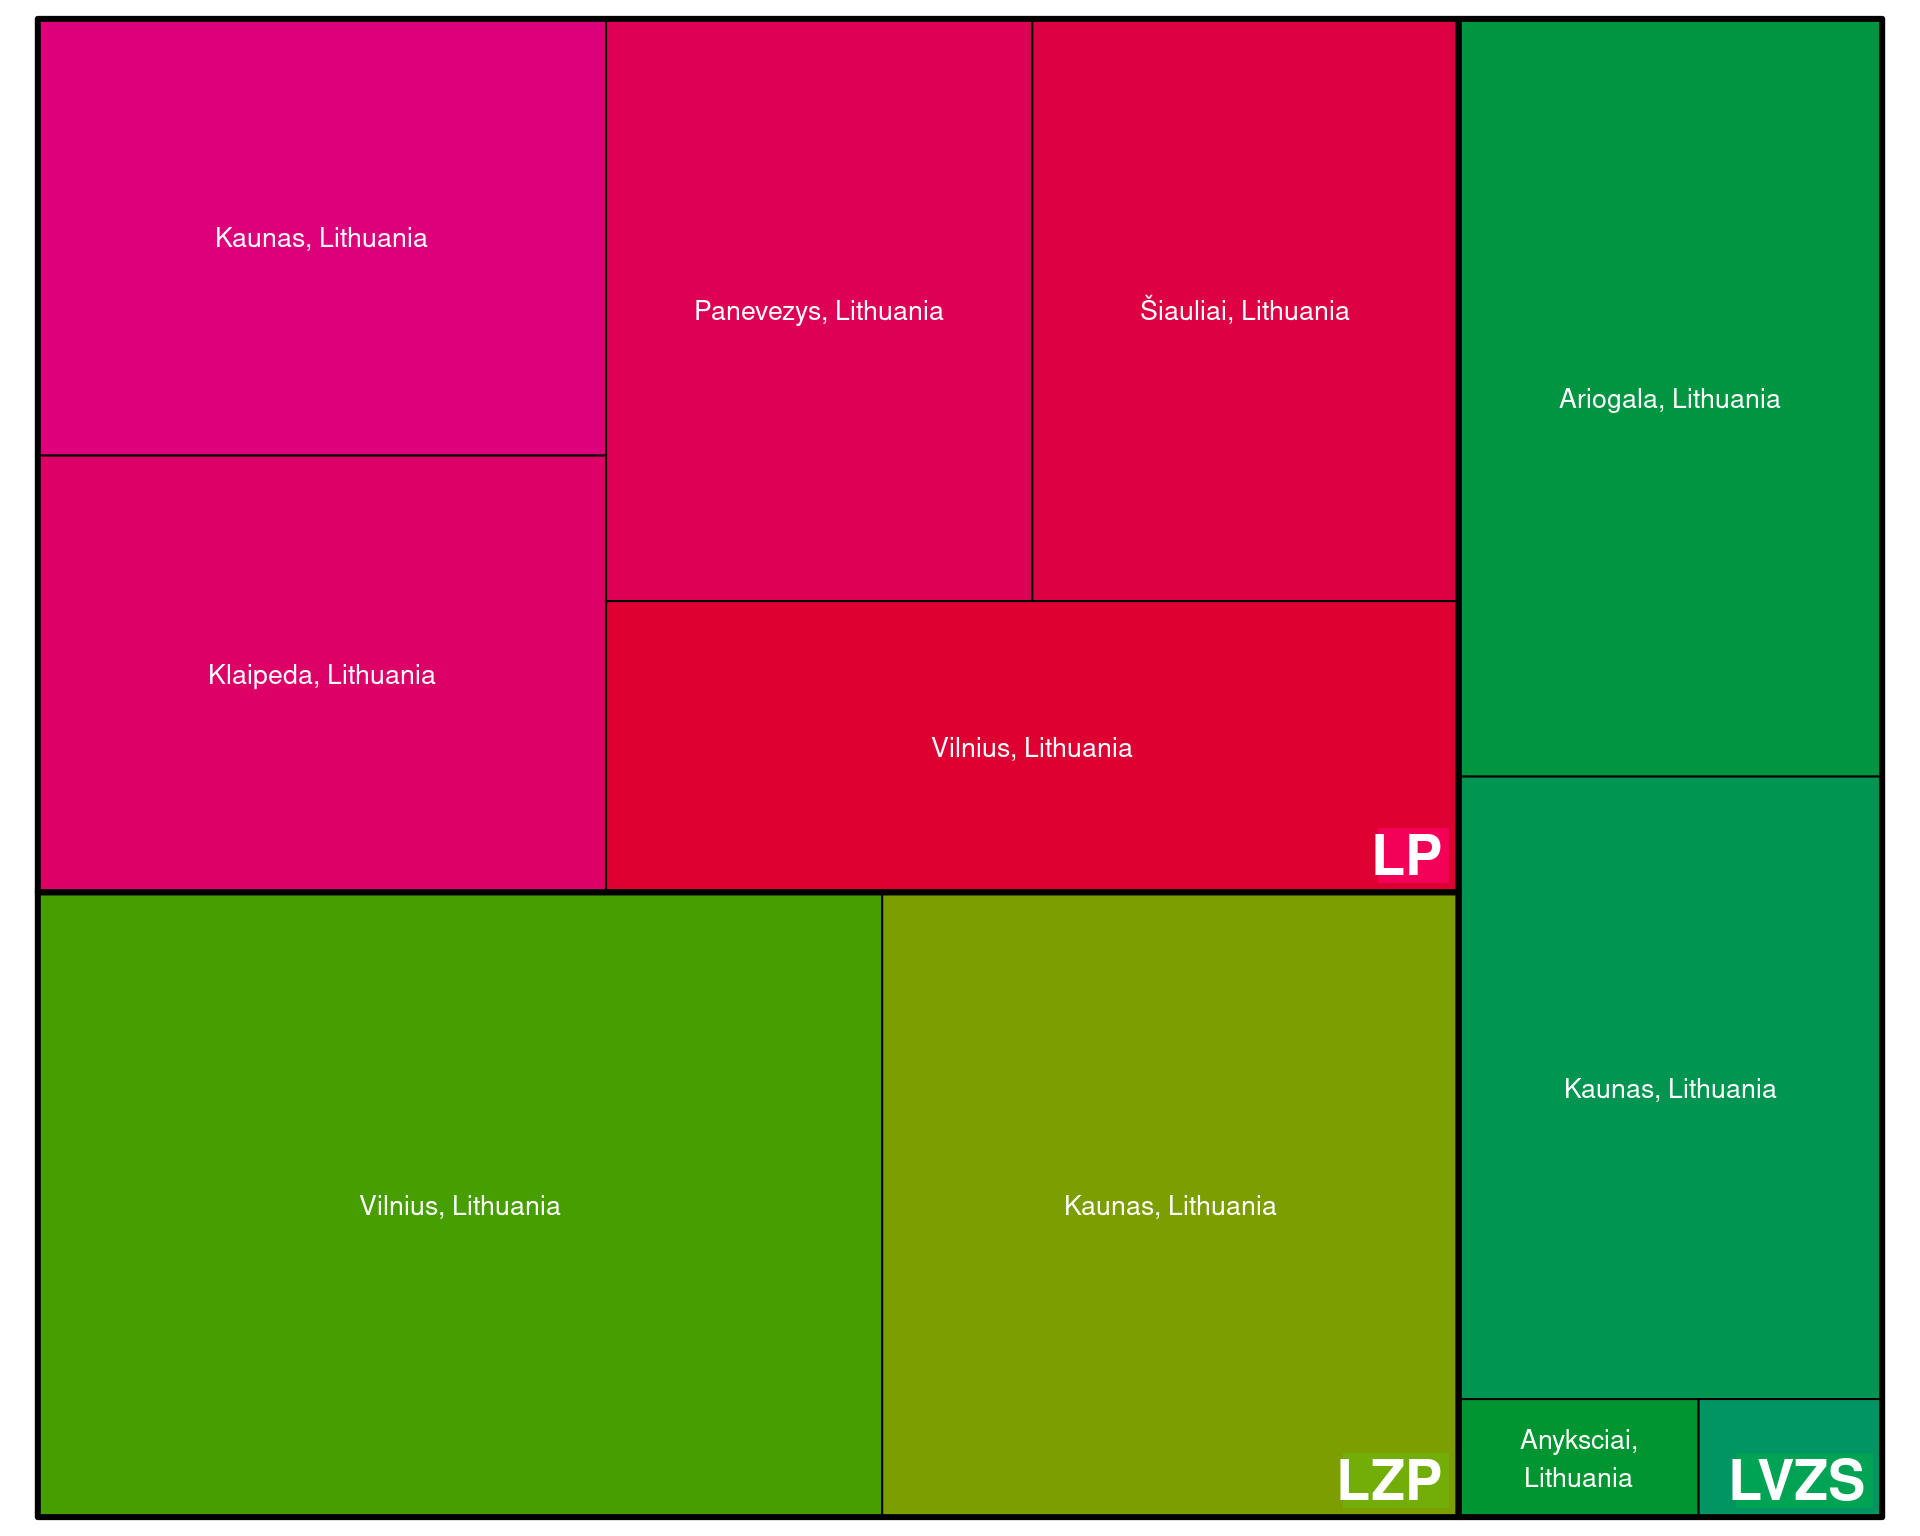 Kaunas, Lithuania
Panevezys, Lithuania
Šiauliai, Lithuania
Ariogala, Lithuania
Klaipeda, Lithuania
Vilnius, Lithuania
LP
Kaunas, Lithuania
Vilnius, Lithuania
Kaunas, Lithuania
LZP
Anyksciai,
Lithuania
LVZS